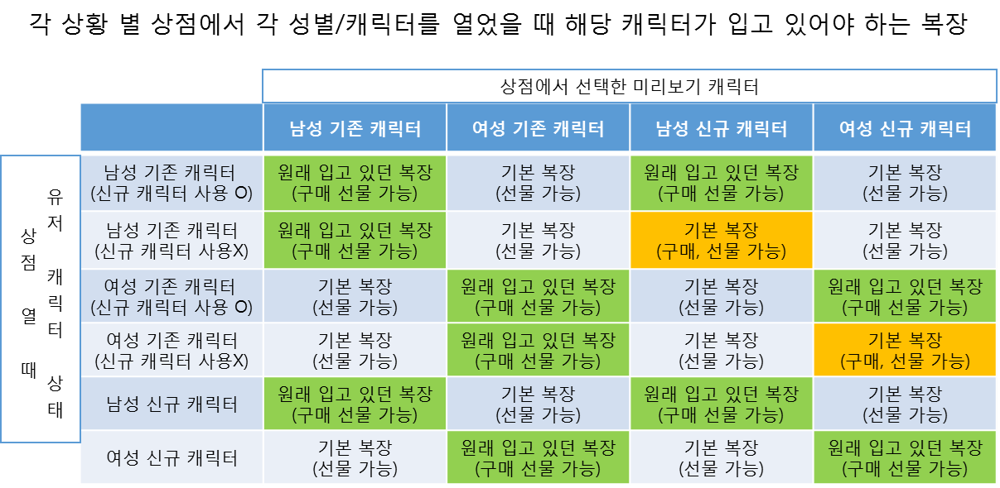 각 상황 별 상점에서 각 성별/캐릭터를 열었을 때 해당 캐릭터가 입고 있어야 하는 복장
상점에서 선택한 미리보기 캐릭터
남성 기존 캐릭터
여성 기존 캐릭터
남성 신규 캐릭터
여성 신규 캐릭터
유저 캐릭터 상태
상점 열 때
남성 기존 캐릭터
(신규 캐릭터 사용 O)
원래 입고 있던 복장
(구매 선물 가능)
기본 복장
(선물 가능)
원래 입고 있던 복장
(구매 선물 가능)
기본 복장
(선물 가능)
남성 기존 캐릭터
(신규 캐릭터 사용X)
원래 입고 있던 복장
(구매 선물 가능)
기본 복장
(선물 가능)
기본 복장
(구매, 선물 가능)
기본 복장
(선물 가능)
여성 기존 캐릭터
(신규 캐릭터 사용 O)
기본 복장
(선물 가능)
원래 입고 있던 복장
(구매 선물 가능)
기본 복장
(선물 가능)
원래 입고 있던 복장
(구매 선물 가능)
여성 기존 캐릭터
(신규 캐릭터 사용X)
기본 복장
(선물 가능)
원래 입고 있던 복장
(구매 선물 가능)
기본 복장
(선물 가능)
기본 복장
(구매, 선물 가능)
남성 신규 캐릭터
원래 입고 있던 복장
(구매 선물 가능)
기본 복장
(선물 가능)
원래 입고 있던 복장
(구매 선물 가능)
기본 복장
(선물 가능)
여성 신규 캐릭터
기본 복장
(선물 가능)
원래 입고 있던 복장
(구매 선물 가능)
기본 복장
(선물 가능)
원래 입고 있던 복장
(구매 선물 가능)